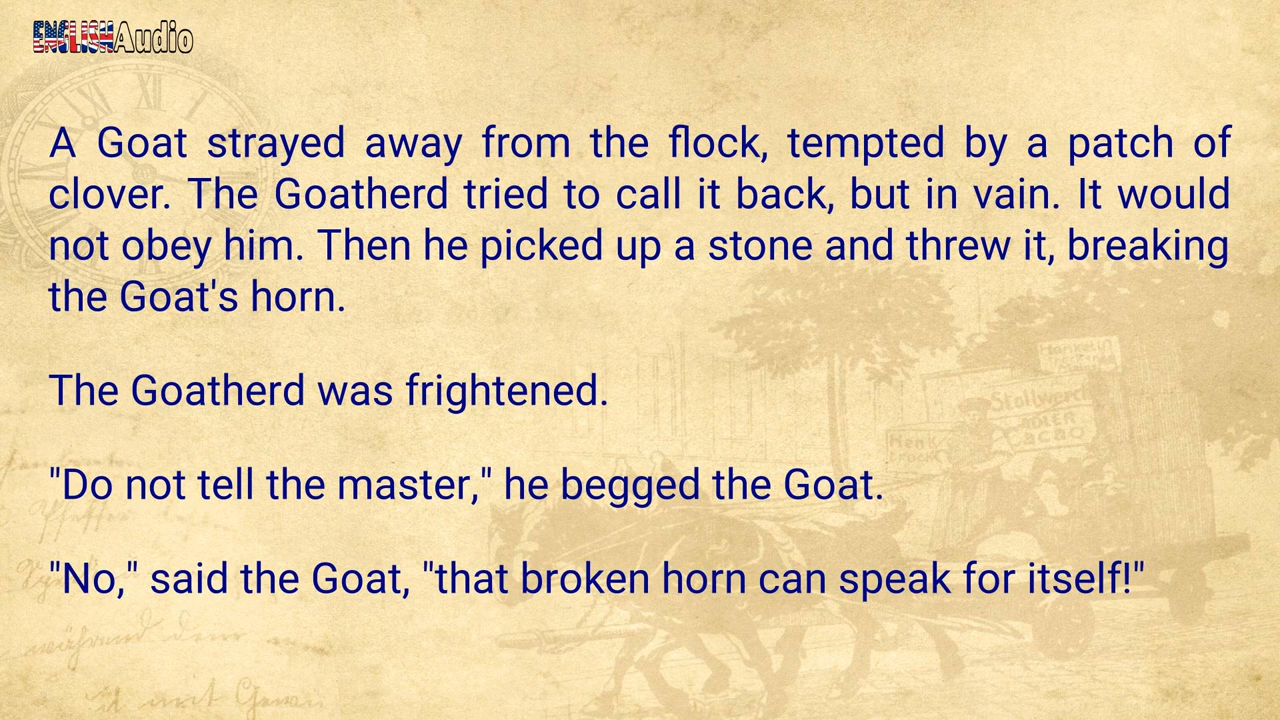 ENGLISHAudio
A Goat strayed away from the flock, tempted by a patch of
clover. The Goatherd tried to call it back, but in vain. It would
not obey him. Then he picked up a stone and threw it, breaking
the Goat's horn.
The Goatherd was frightened.
"Do not tell the master," he begged the Goat.
"No," said the Goat, "that broken horn can speak for itself!"
Stollwerck
ADLER
Cacao